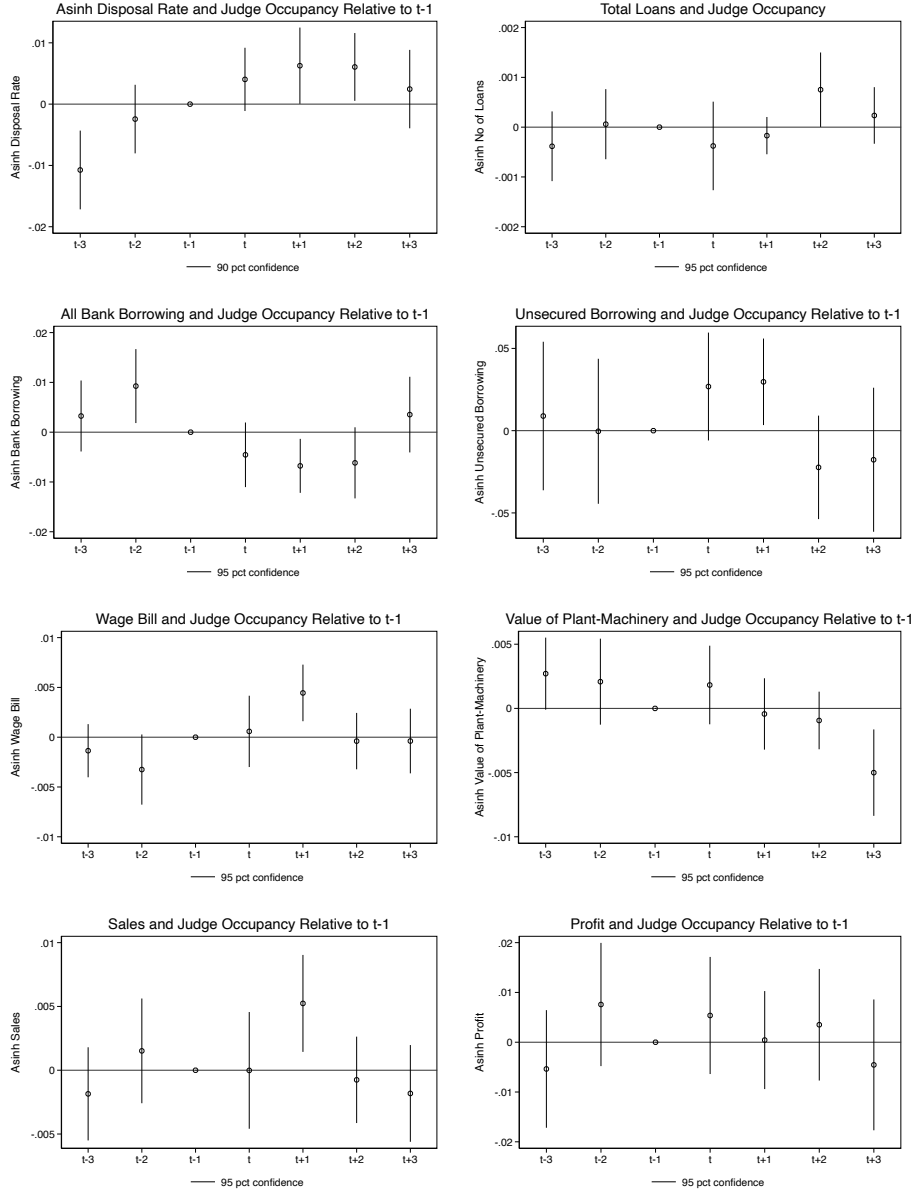 Asinh Disposal Rate and Judge Occupancy Relative to t-1
Asinh Disposal Rate
.01
0
-.01
-.02
t-3 t-2 t-1 t t+1 t+2 t+3
90 pct confidence
Total Loans and Judge Occupancy
Asinh No of Loans
.002
.001
0
-.001
-.002
t-3 t-2 t-1 t t+1 t+2 t+3
95 pct confidence
All Bank Borrowing and Judge Occupancy Relative to t-1
Asinh Bank Borrowing
.02
.01
0
-.01
-.02
t-3 t-2 t-1 t t+1 t+2 t+3
95 pct confidence
Unsecured Borrowing and Judge Occupancy Relative to t-1
Asinh Unsecured Borrowing
.05
0
-.05
t-3 t-2 t-1 t t+1 t+2 t+3
95 pct confidence
Wage Bill and Judge Occupancy Relative to t-1
Asinh Wage Bill
.01
.005
0
-.005
-.01
t-3 t-2 t-1 t t+1 t+2 t+3
95 pct confidence
Value of Plant-Machinery and Judge Occupancy Relative to t-1
Asinh Value of Plant-Machinery
.005
0
-.005
-.01
t-3 t-2 t-1 t t+1 t+2 t+3
95 pct confidence
Sales and Judge Occupancy Relative to t-1
Asinh Sales
.01
.005
0
-.005
t-3 t-2 t-1 t t+1 t+2 t+3
95 pct confidence
Profit and Judge Occupancy Relative to t-1
Asinh Profit
.02
.01
0
-.01
-.02
t-3 t-2 t-1 t t+1 t+2 t+3
95 pct confidence